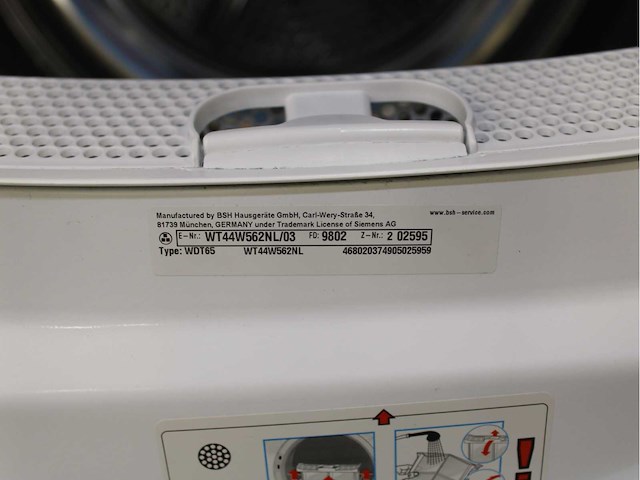 Manufactured by BSH Hausgeräte GmbH, Carl-Wery-Straße 34, www.bsh-service.com
81739 München, GERMANY under Trademark License of Siemens AG
E-Nr.: WT44W562NL/03 FD: 9802 Z-Nr.: 2 02595
Type: WDT65 WT44W562NL 468020374905025959